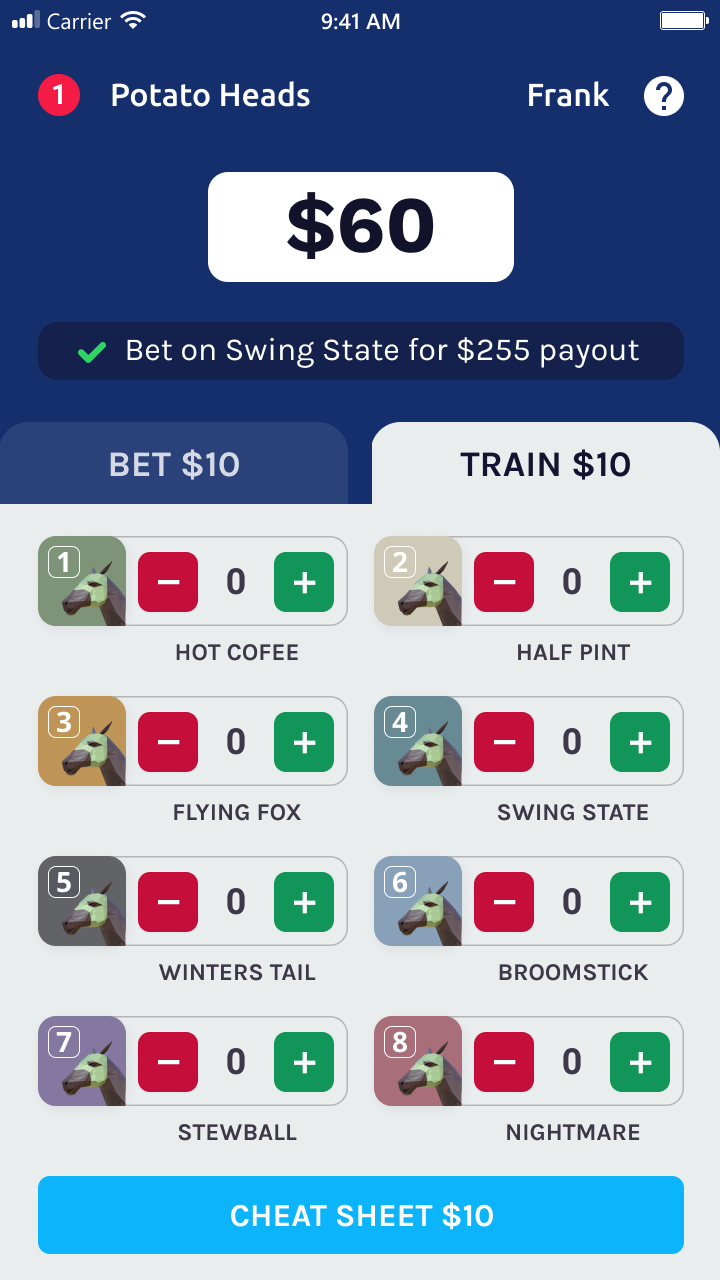 Carrier 9:41 AM
1 Potato Heads Frank ?
$60
Bet on Swing State for $255 payout
BET $10 TRAIN $10
1 − 0 + 2 − 0 +
HOT COFEE HALF PINT
3 − 0 + 4 − 0 +
FLYING FOX SWING STATE
5 − 0 + 6 − 0 +
WINTERS TAIL BROOMSTICK
7 − 0 + 8 − 0 +
STEWBALL NIGHTMARE
CHEAT SHEET $10